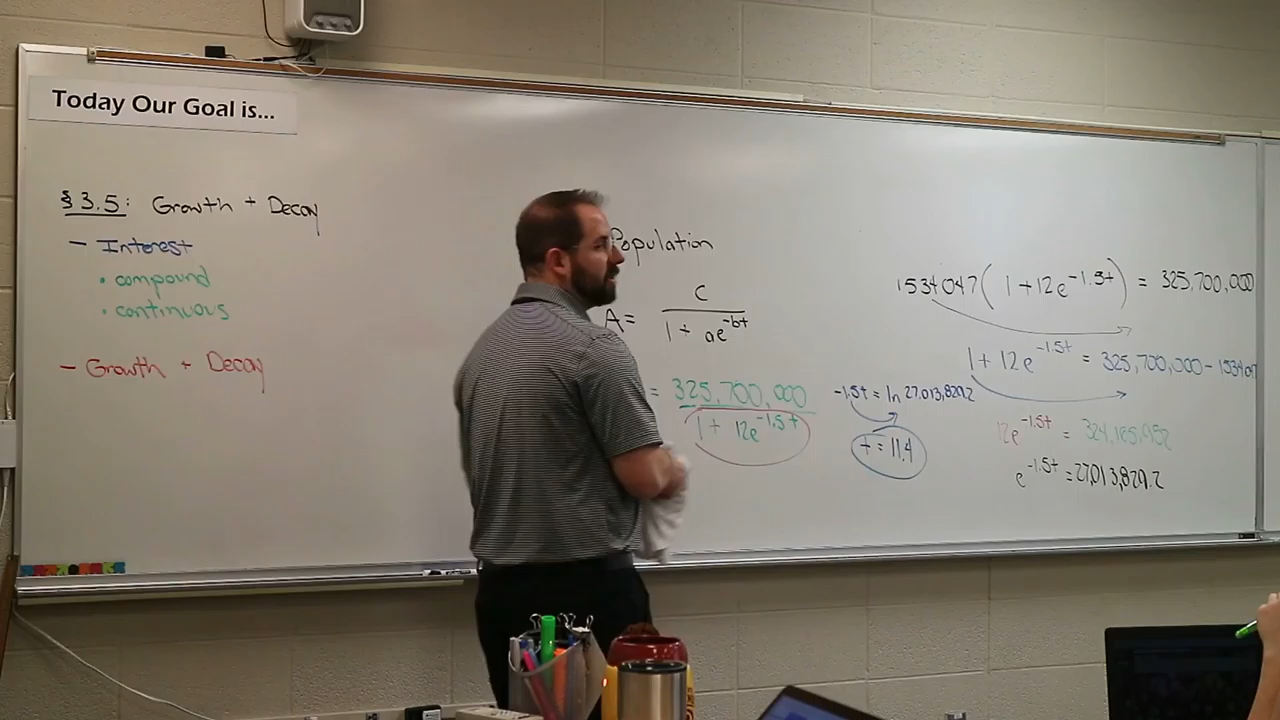 Today Our Goal is...
§ 3.5: Growth + Decay
- Interest
• compound
• continuous
- Growth + Decay
Population
A = C / 1 + ae^-bt
= 325,700,000 / 1 + 12e^-1.5t
-1.5t = ln 27,013,829.2
t = 11.4
1534047(1+12e^-1.5t) = 325,700,000
1 + 12e^-1.5t = 325,700,000 - 1534047
12e^-1.5t = 324,165,952
e^-1.5t = 27,013,829.2